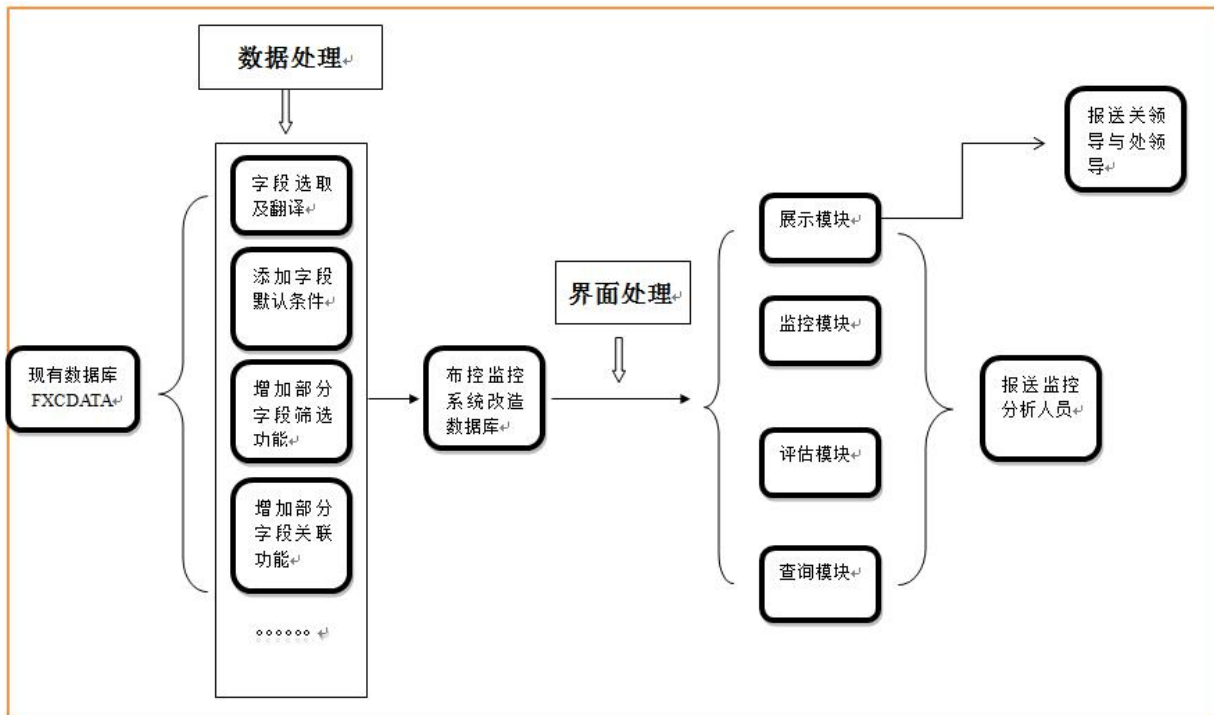 数据处理
字段选取
及翻译
添加字段
默认条件
增加部分
字段筛选
功能
增加部分
字段关联
功能
。。。。。。
现有数据库
FXCDATA
布控监控
系统改造
数据库
界面处理
展示模块
监控模块
评估模块
查询模块
报送关领
导与处领
导
报送监控
分析人员